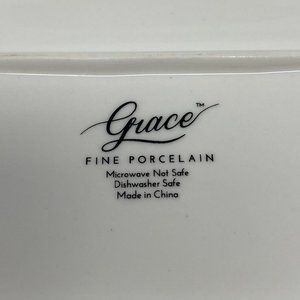 Grace™
FINE PORCELAIN
Microwave Not Safe
Dishwasher Safe
Made in China